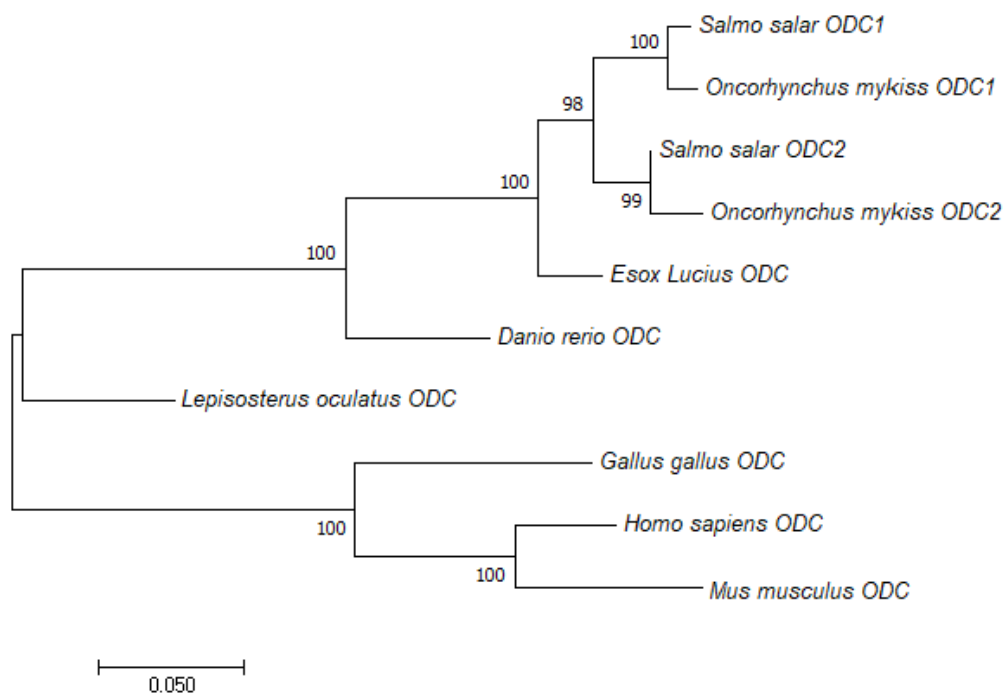 Salmo salar ODC1
100
Oncorhynchus mykiss ODC1
98
Salmo salar ODC2
100
99
Oncorhynchus mykiss ODC2
100
Esox Lucius ODC
Danio rerio ODC
Lepisosterus oculatus ODC
Gallus gallus ODC
100
Homo sapiens ODC
100
Mus musculus ODC
0.050